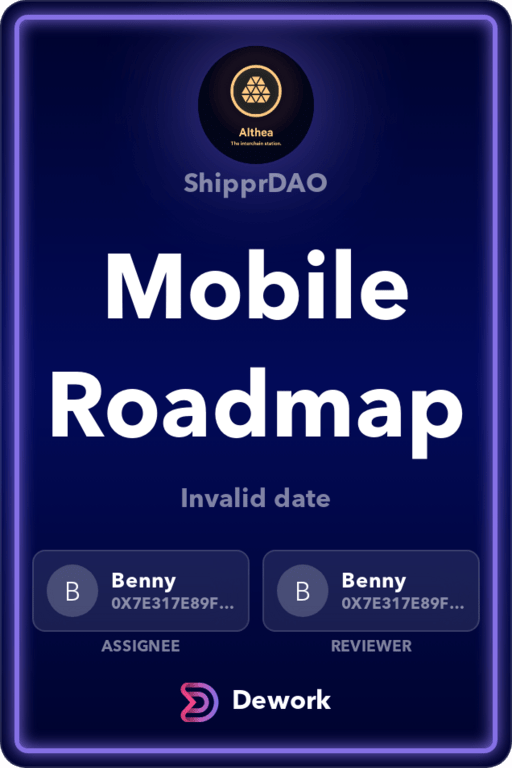 Althea
The interchain station.
ShipprDAO
Mobile
Roadmap
Invalid date
B
Benny
0X7E317E89F...
B
Benny
0X7E317E89F...
ASSIGNEE
REVIEWER
Dework